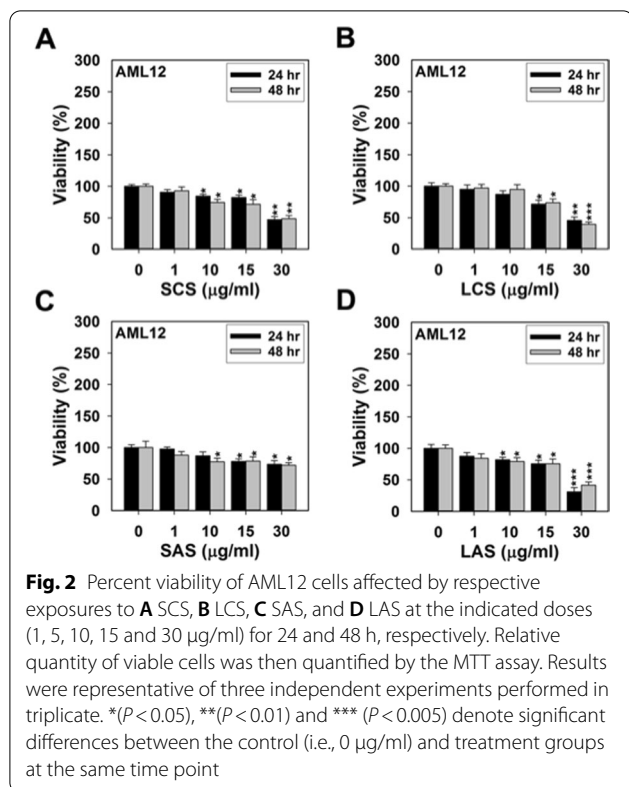 A
B
AML12
24 hr
48 hr
Viability (%)
300
250
200
150
100
50
0
* * * * ** **
0 1 10 15 30
SCS (μg/ml)
AML12
24 hr
48 hr
Viability (%)
300
250
200
150
100
50
0
* * ** ***
0 1 10 15 30
LCS (μg/ml)
C
D
AML12
24 hr
48 hr
Viability (%)
300
250
200
150
100
50
0
* * * * *
0 1 10 15 30
SAS (μg/ml)
AML12
24 hr
48 hr
Viability (%)
300
250
200
150
100
50
0
* * * * *** ***
0 1 10 15 30
LAS (μg/ml)
Fig. 2 Percent viability of AML12 cells affected by respective
exposures to A SCS, B LCS, C SAS, and D LAS at the indicated doses
(1, 5, 10, 15 and 30 μg/ml) for 24 and 48 h, respectively. Relative
quantity of viable cells was then quantified by the MTT assay. Results
were representative of three independent experiments performed in
triplicate. *(P < 0.05), **(P < 0.01) and *** (P < 0.005) denote significant
differences between the control (i.e., 0 μg/ml) and treatment groups
at the same time point